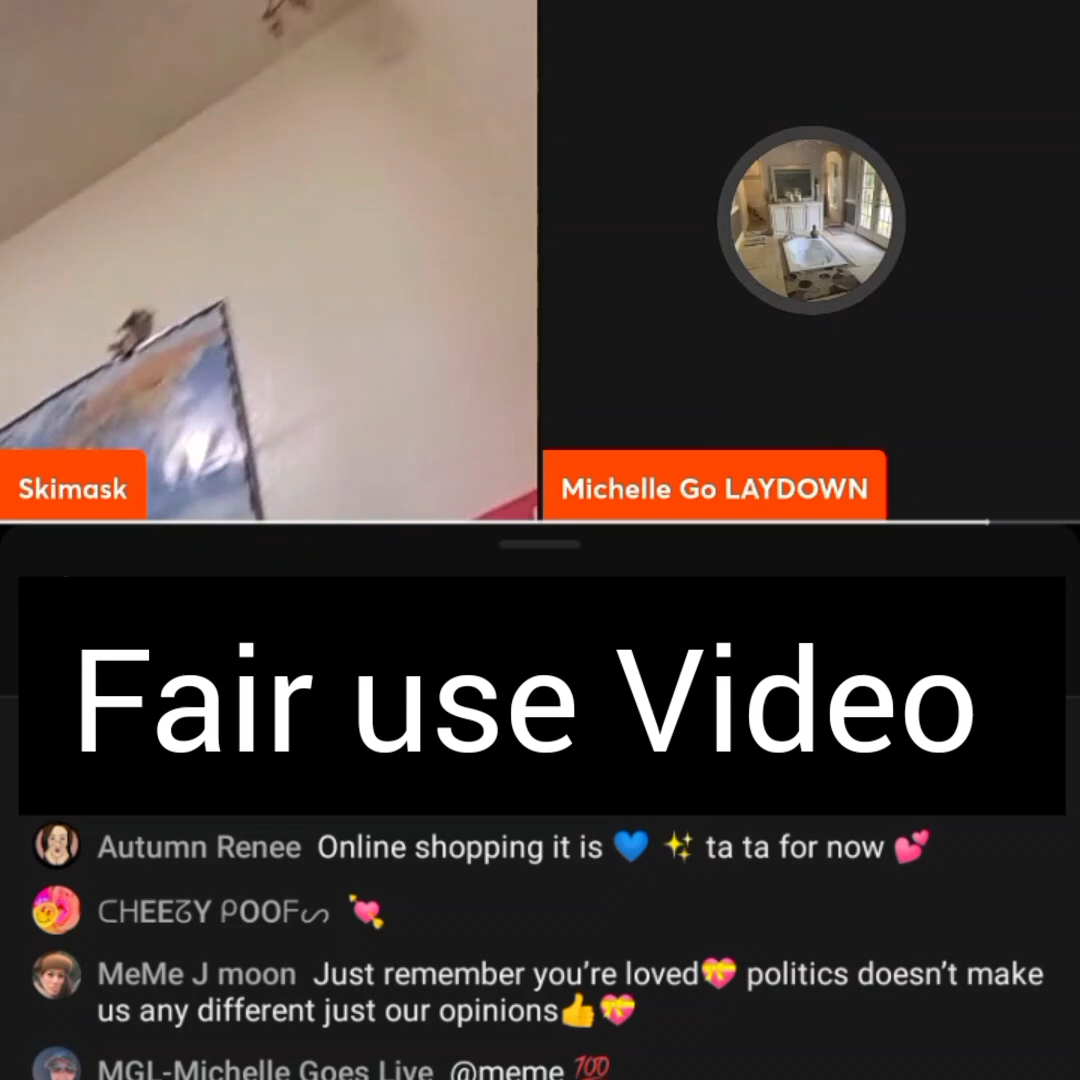 Skimask
Michelle Go LAYDOWN
Fair use Video
Autumn Renee Online shopping it is 💙 ✨ ta ta for now 💕
ᑕHEEᘔY ᑭOOFᔕ 💘
MeMe J moon Just remember you’re loved💝 politics doesn’t make
us any different just our opinions👍💝
MGL-Michelle Goes Live @meme 💯